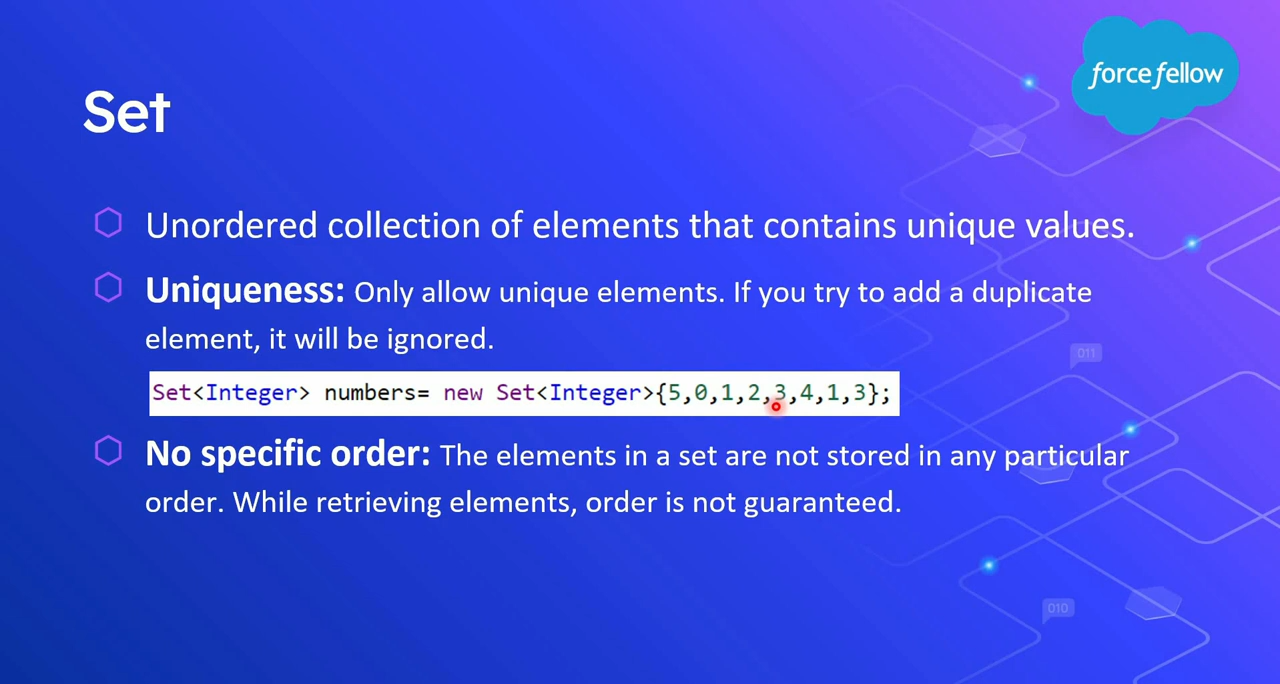 force fellow
Set
Unordered collection of elements that contains unique values.
Uniqueness: Only allow unique elements. If you try to add a duplicate
element, it will be ignored.
Set<Integer> numbers= new Set<Integer>{5,0,1,2,3,4,1,3};
No specific order: The elements in a set are not stored in any particular
order. While retrieving elements, order is not guaranteed.
011
010